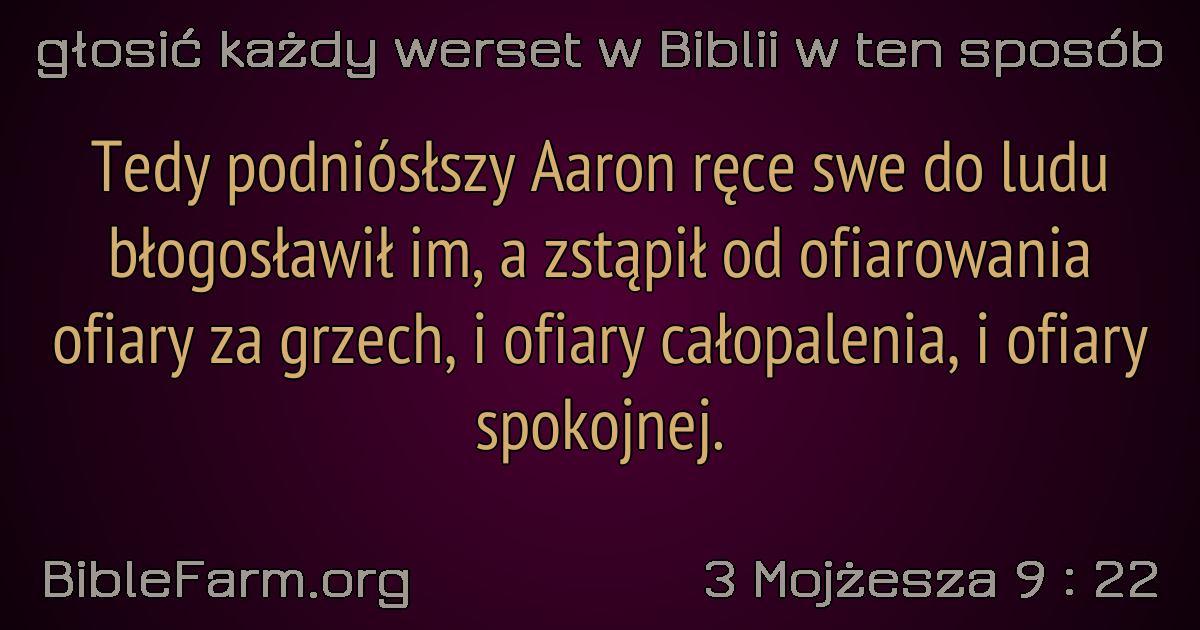 głosić każdy werset w Biblii w ten sposób
Tedy podniósłszy Aaron ręce swe do ludu
błogosławił im, a zstąpił od ofiarowania
ofiary za grzech, i ofiary całopalenia, i ofiary
spokojnej.
BibleFarm.org
3 Mojżesza 9 : 22